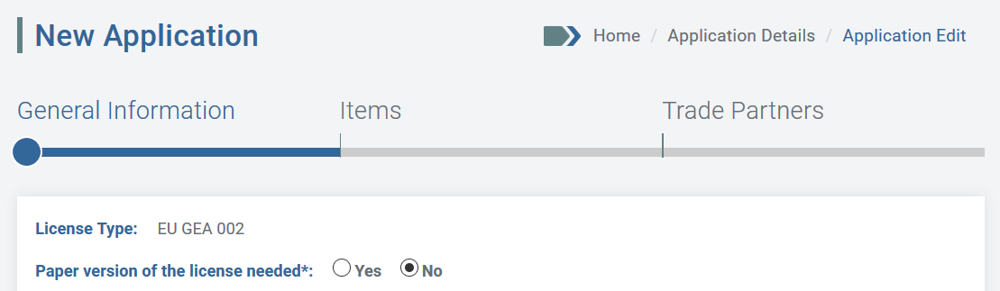 New Application
Home / Application Details / Application Edit
General Information
Items
Trade Partners
License Type: EU GEA 002
Paper version of the license needed*: Yes No